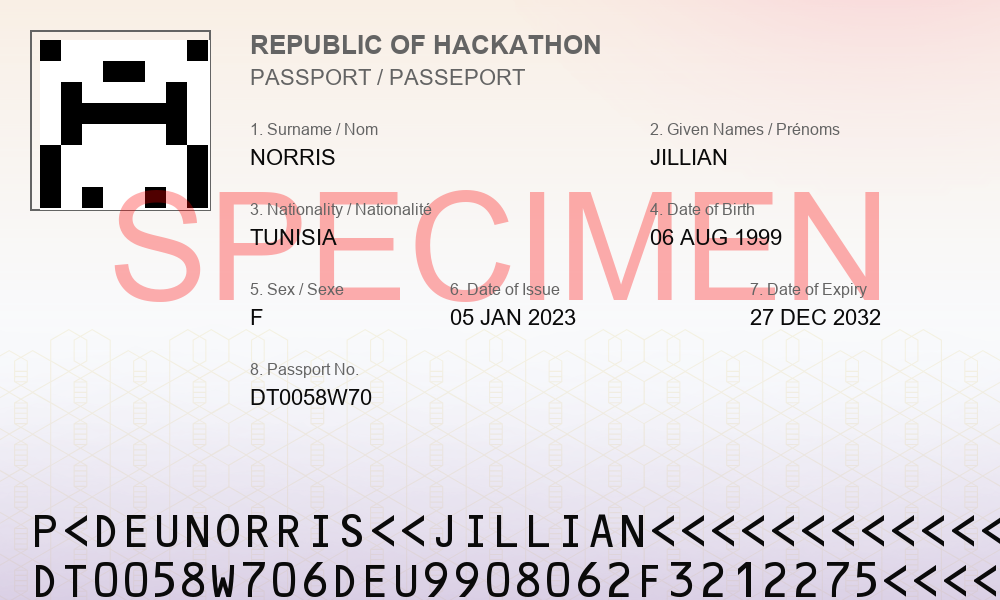 REPUBLIC OF HACKATHON
PASSPORT / PASSEPORT
1. Surname / Nom
NORRIS
2. Given Names / Prénoms
JILLIAN
3. Nationality / Nationalité
TUNISIA
4. Date of Birth
06 AUG 1999
SPECIMEN
5. Sex / Sexe
F
6. Date of Issue
05 JAN 2023
7. Date of Expiry
27 DEC 2032
8. Passport No.
DT0058W70
P<DEUNORRIS<<JILLIAN<<<<<<<<<<<<
DT0058W706DEU9908062F3212275<<<<